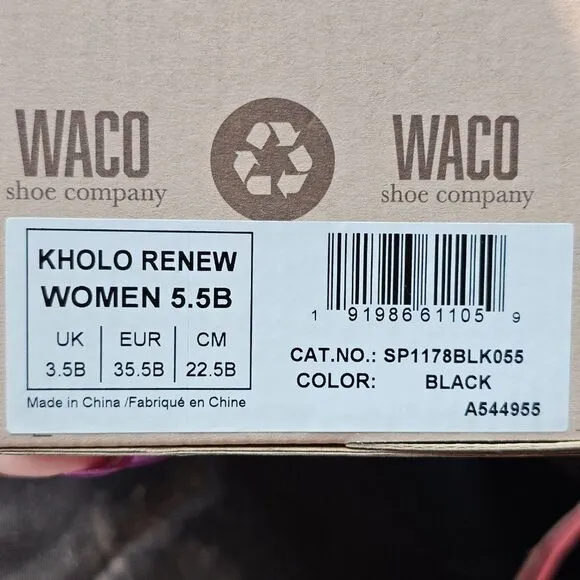 WACO
shoe company
WACO
shoe company
KHOLO RENEW
WOMEN 5.5B
UK EUR CM
3.5B 35.5B 22.5B
Made in China /Fabriqué en Chine
1 91986 61105 9
CAT.NO.: SP1178BLK055
COLOR: BLACK
A544955